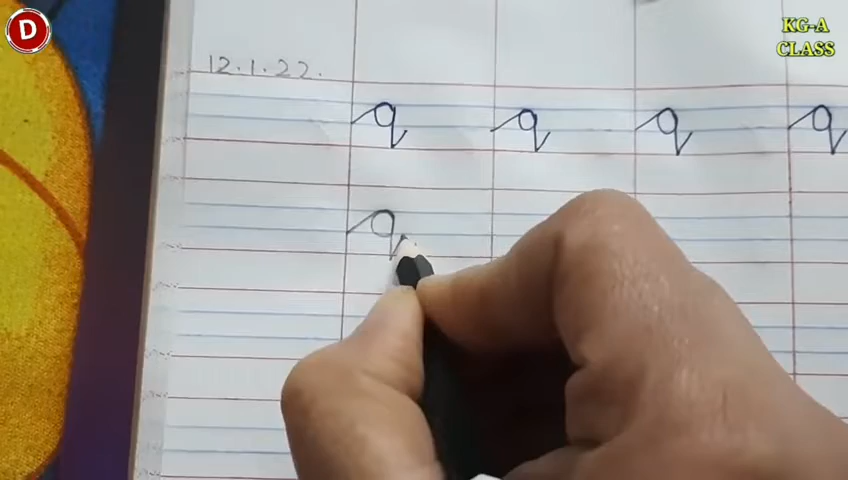 D
KG-A
CLASS
12.1.22.
q q q q
q